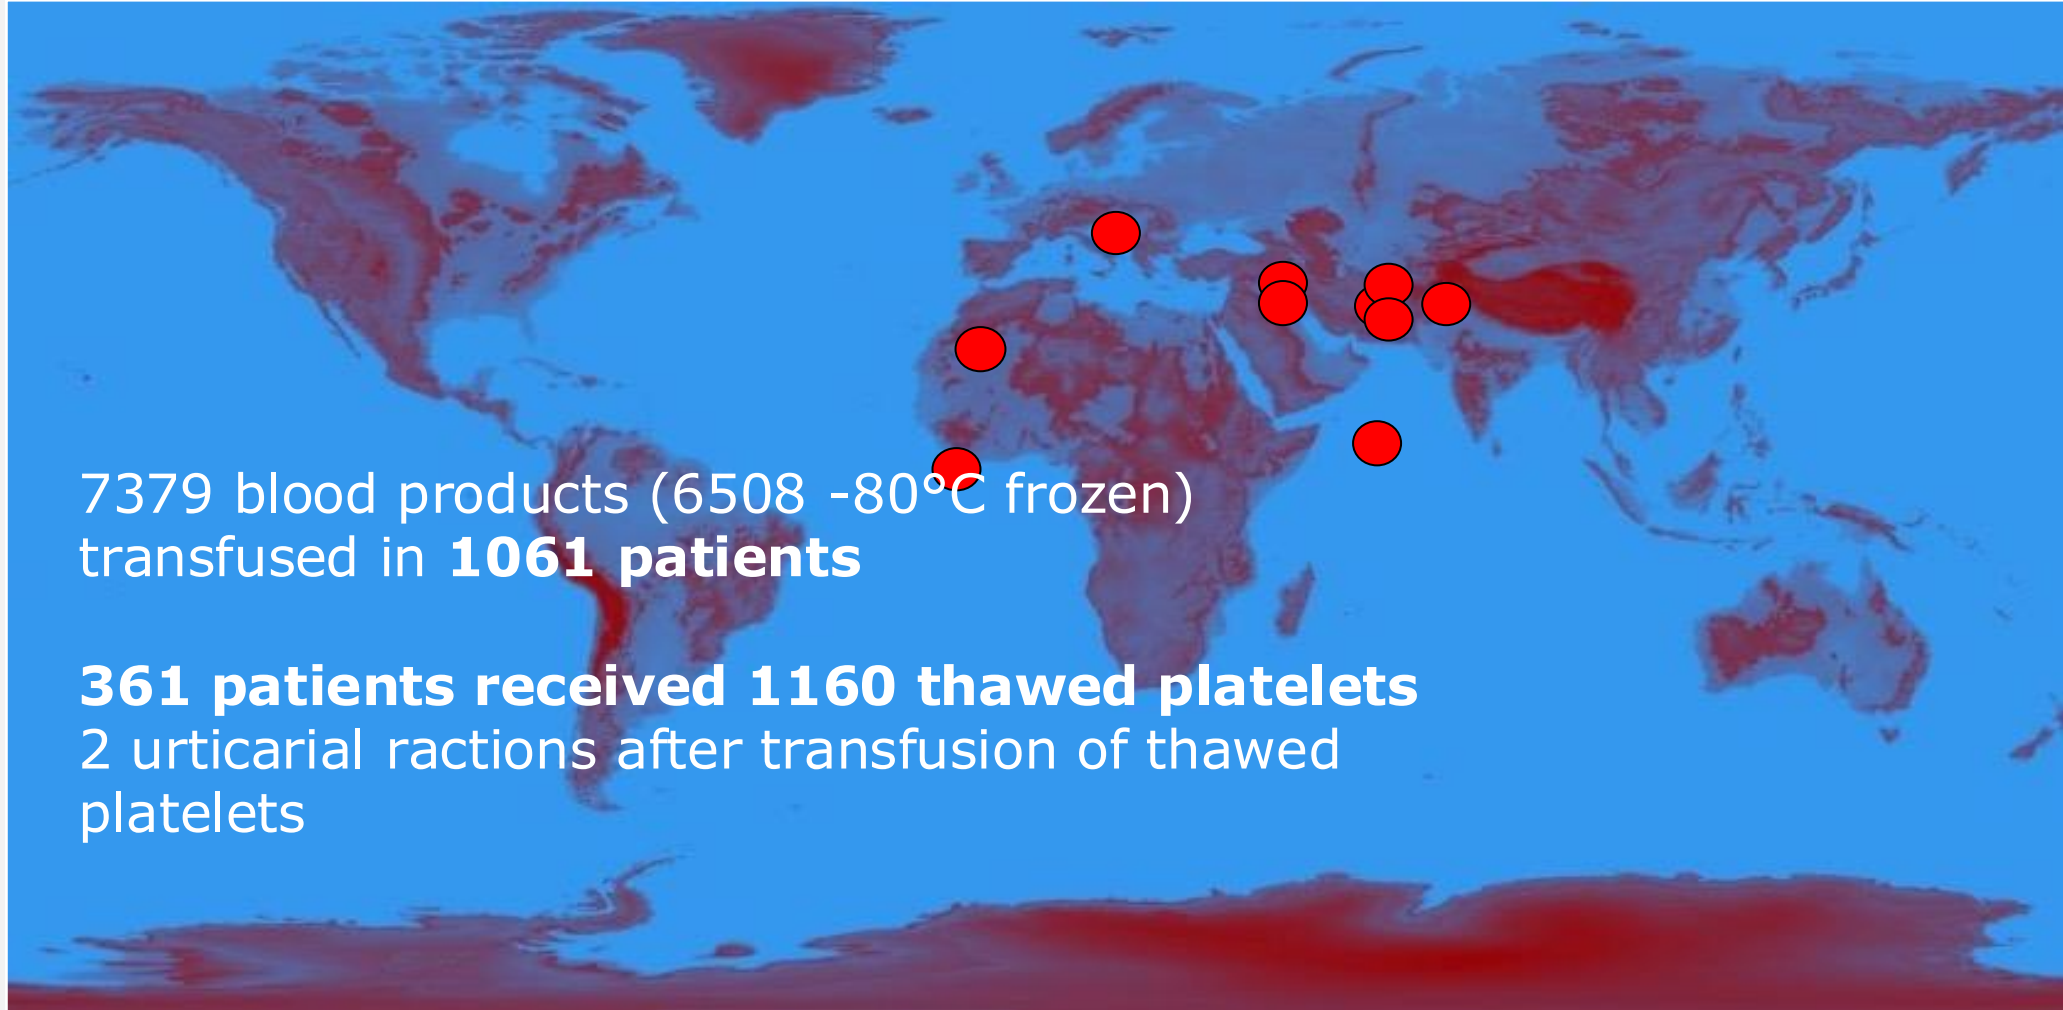 7379 blood products (6508 -80°C frozen)
transfused in 1061 patients
361 patients received 1160 thawed platelets
2 urticarial ractions after transfusion of thawed
platelets